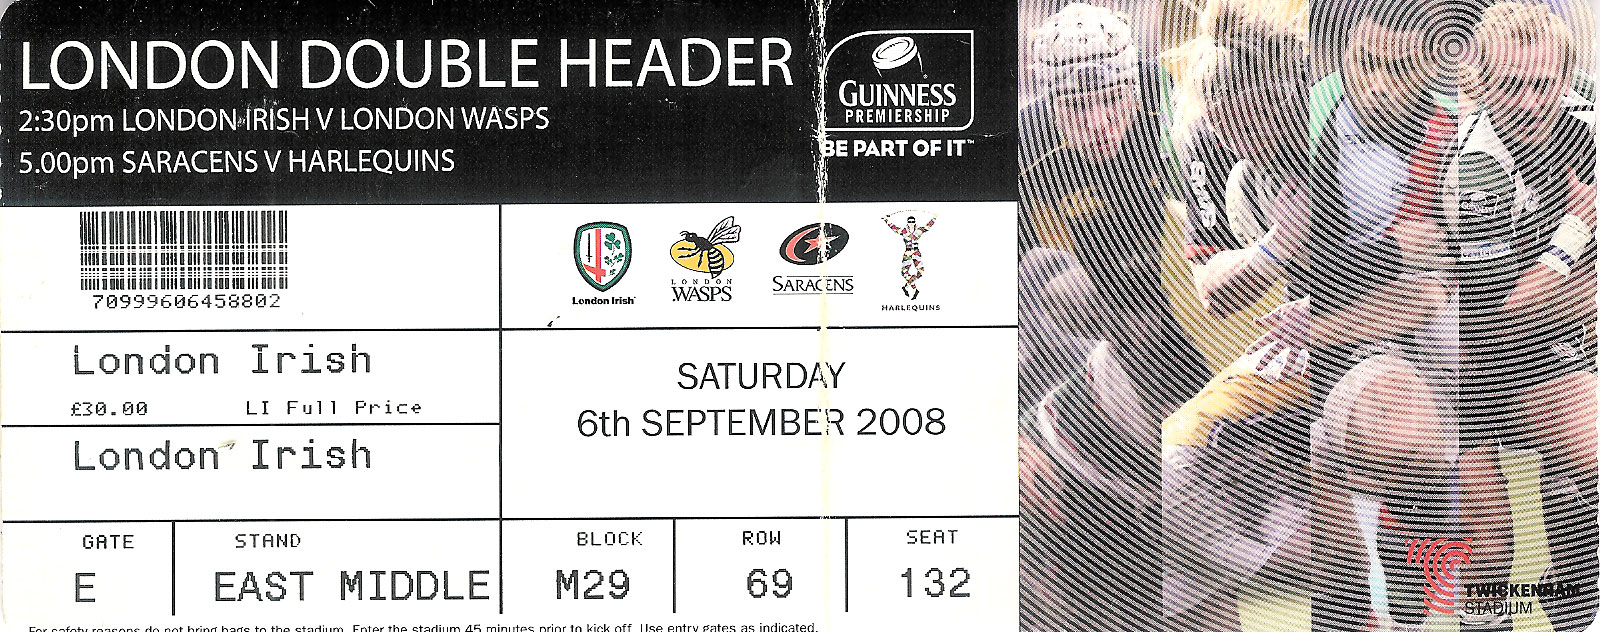 LONDON DOUBLE HEADER
2:30pm LONDON IRISH V LONDON WASPS
5.00pm SARACENS V HARLEQUINS
GUINNESS
PREMIERSHIP
BE PART OF IT™
70999606458802
London Irish
LONDON
WASPS
SARACENS
HARLEQUINS
London Irish
£30.00 LI Full Price
London Irish
SATURDAY
6th SEPTEMBER 2008
GATE STAND BLOCK ROW SEAT
E EAST MIDDLE M29 69 132
For safety reasons do not bring bags to the stadium. Enter the stadium 45 minutes prior to kick off. Use entry gates as indicated.
TWICKENHAM
STADIUM